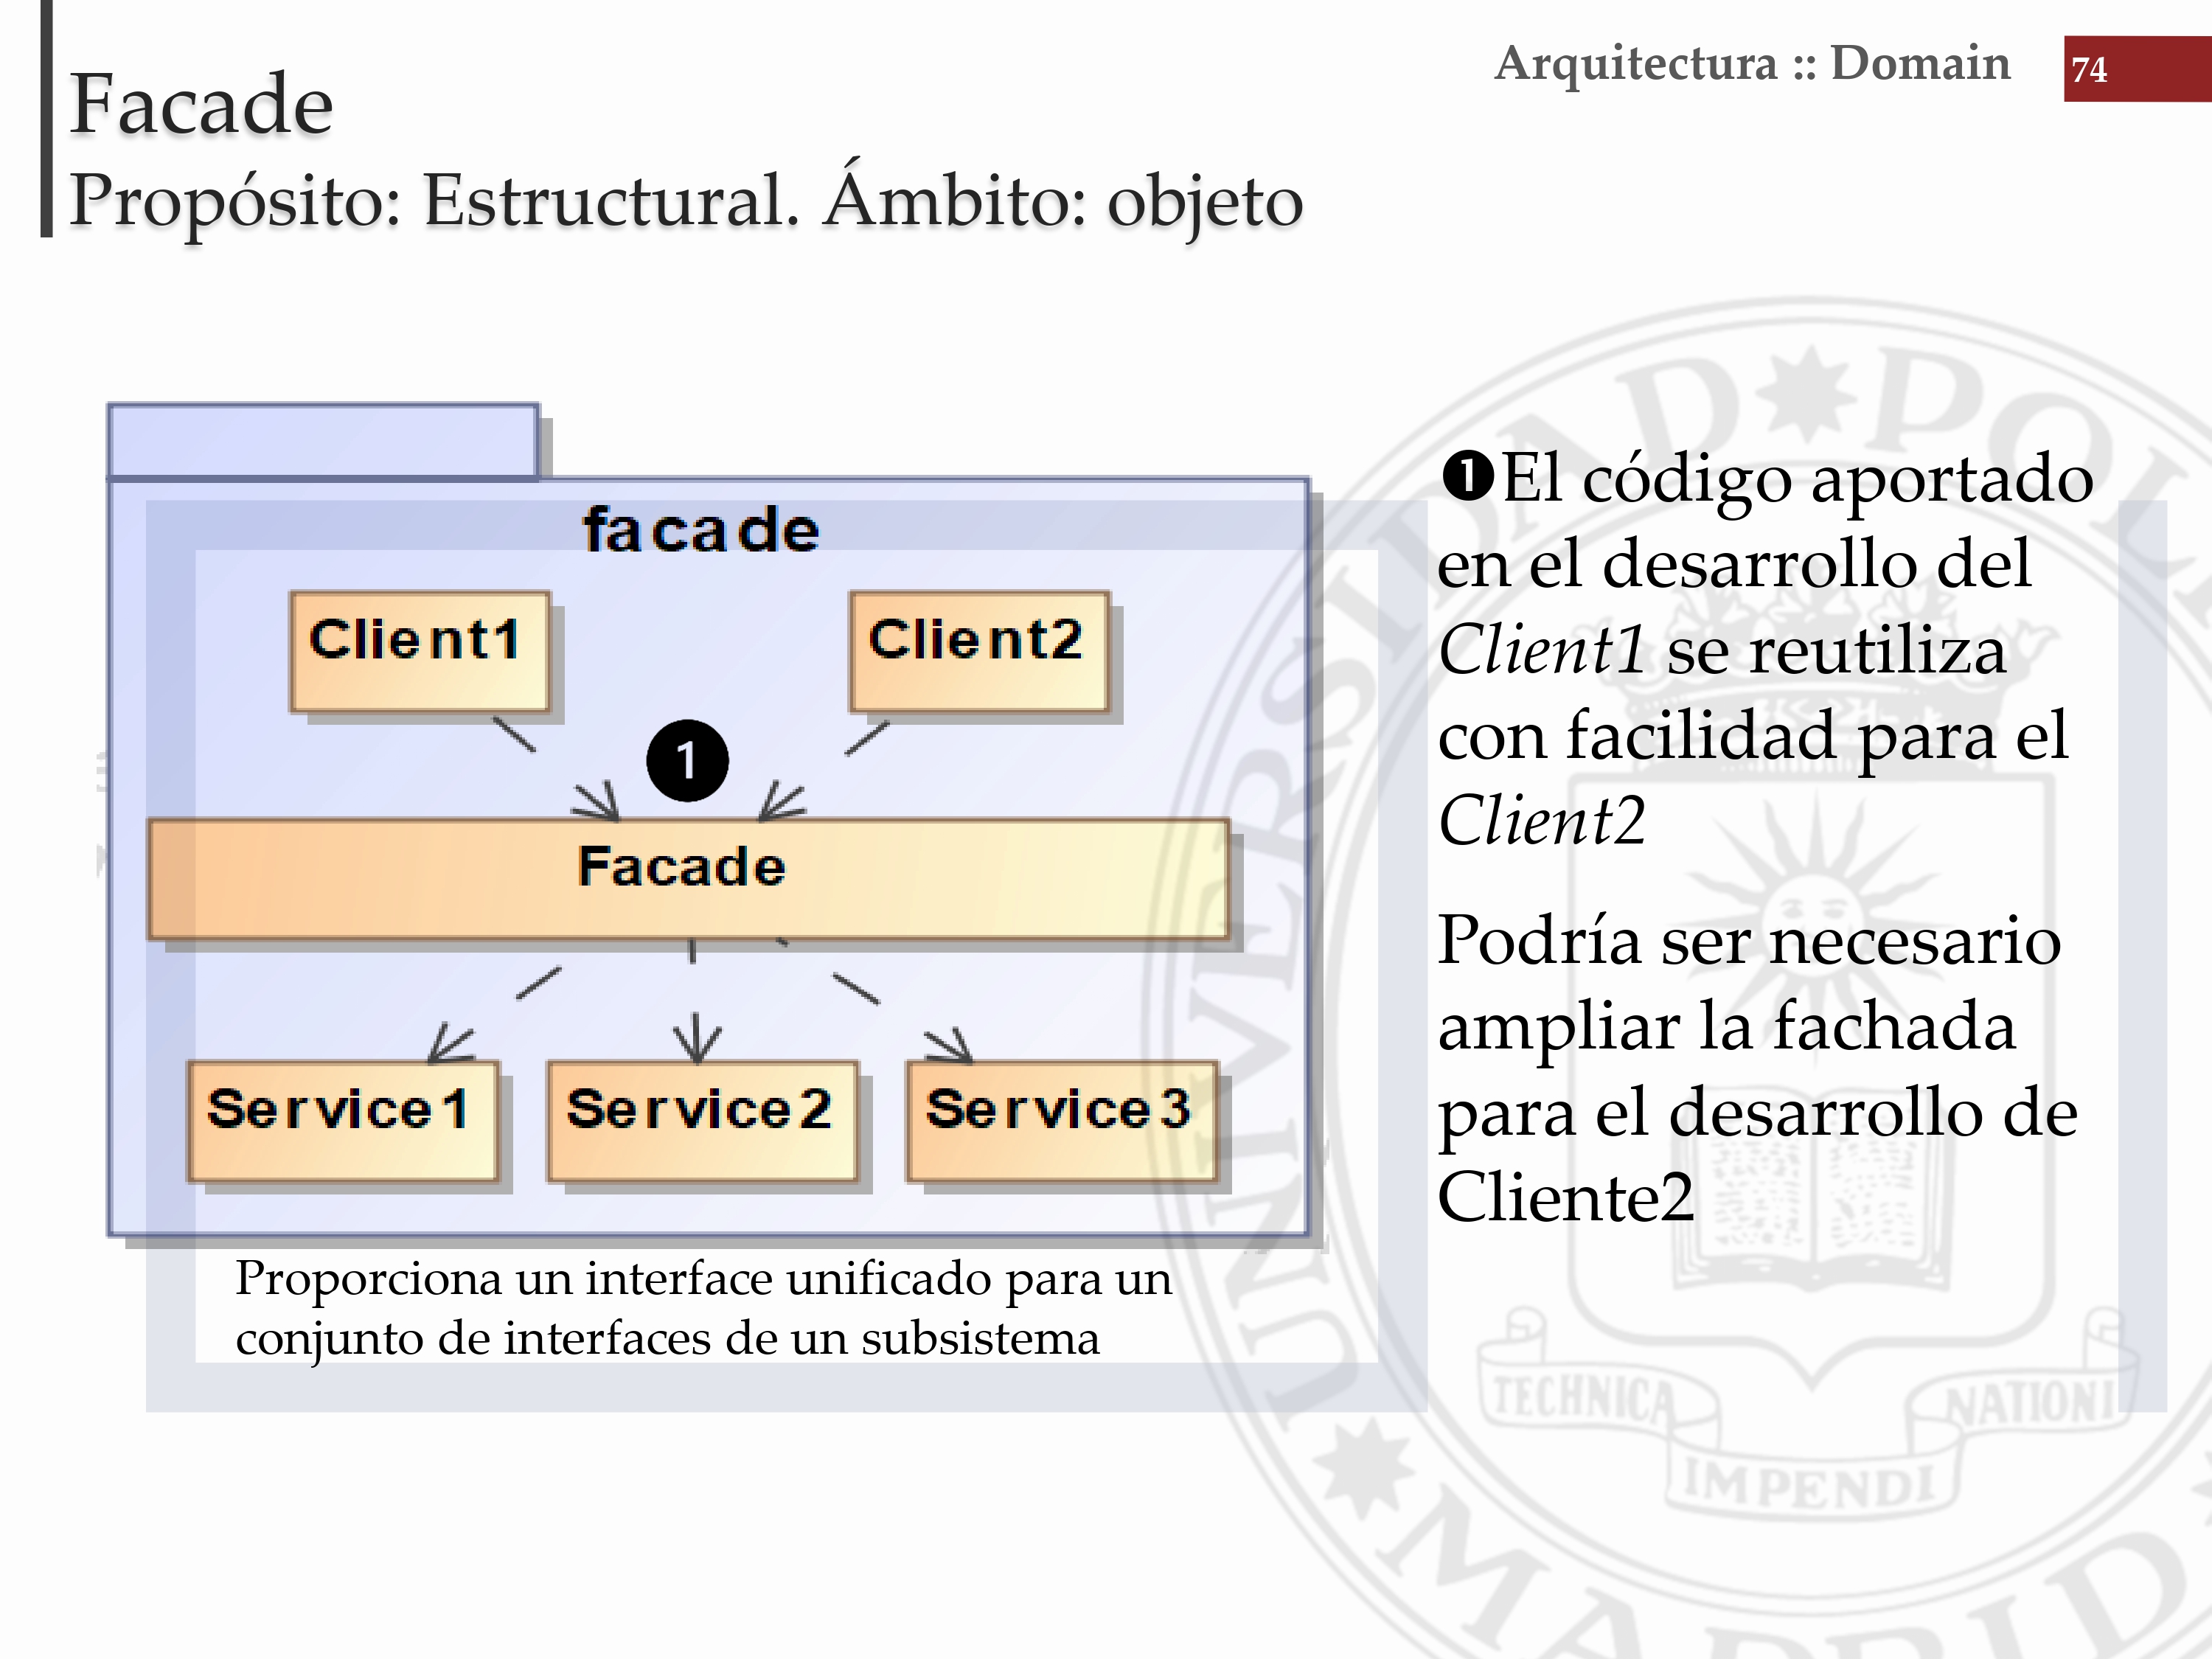 Arquitectura :: Domain
74
Facade
Propósito: Estructural. Ámbito: objeto
facade
Client1
Client2
1
Facade
Service1
Service2
Service3
Proporciona un interface unificado para un
conjunto de interfaces de un subsistema
❶El código aportado
en el desarrollo del
Client1 se reutiliza
con facilidad para el
Client2
Podría ser necesario
ampliar la fachada
para el desarrollo de
Cliente2
UNIVERSIDAD POL
TECHNICA
IMPENDI
NATIONI
MADRID